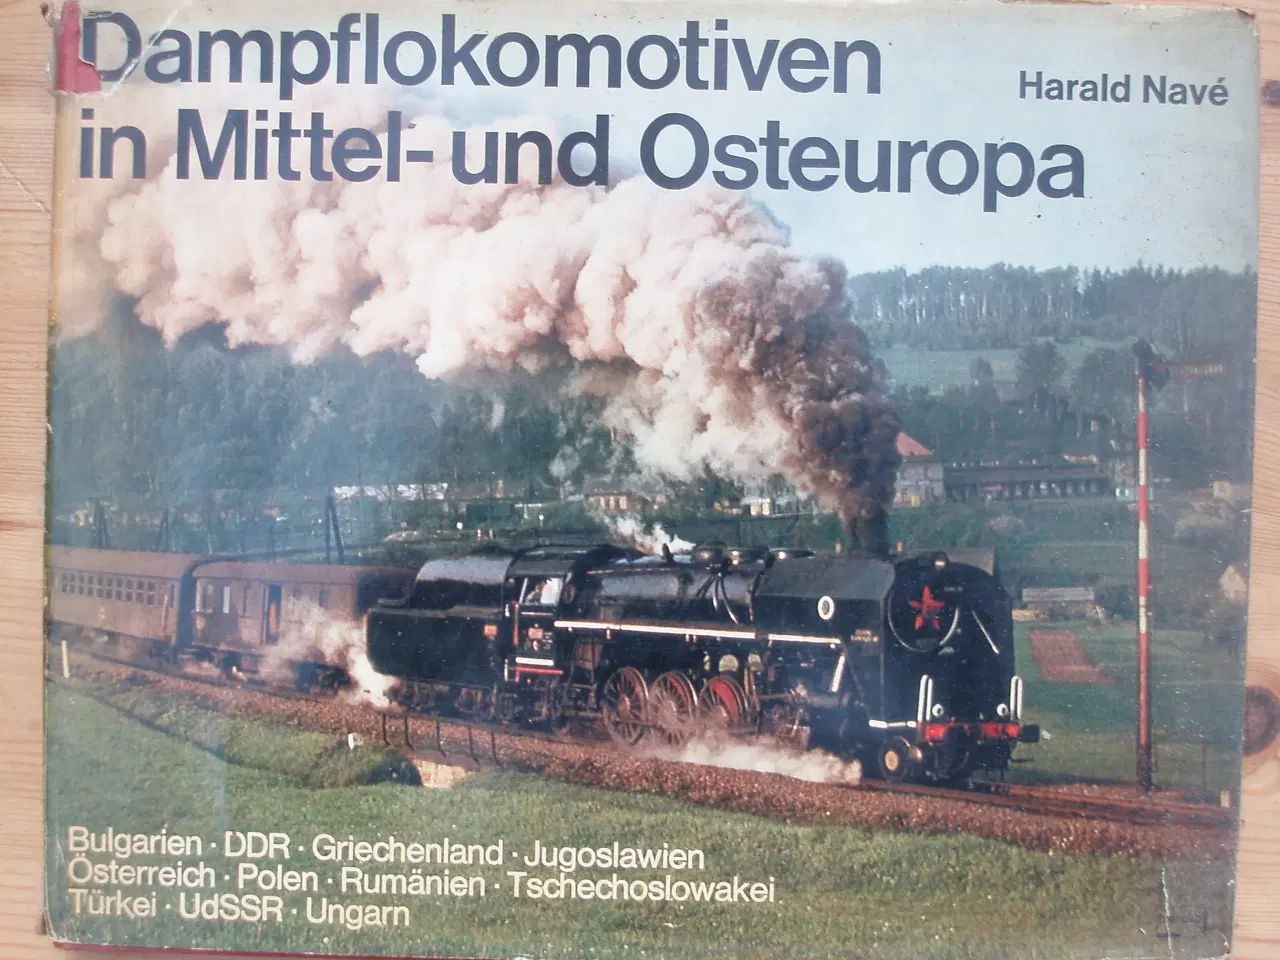 Dampflokomotiven
Harald Navé
in Mittel- und Osteuropa
Bulgarien · DDR · Griechenland · Jugoslawien
Österreich · Polen · Rumänien · Tschechoslowakei
Türkei · UdSSR · Ungarn